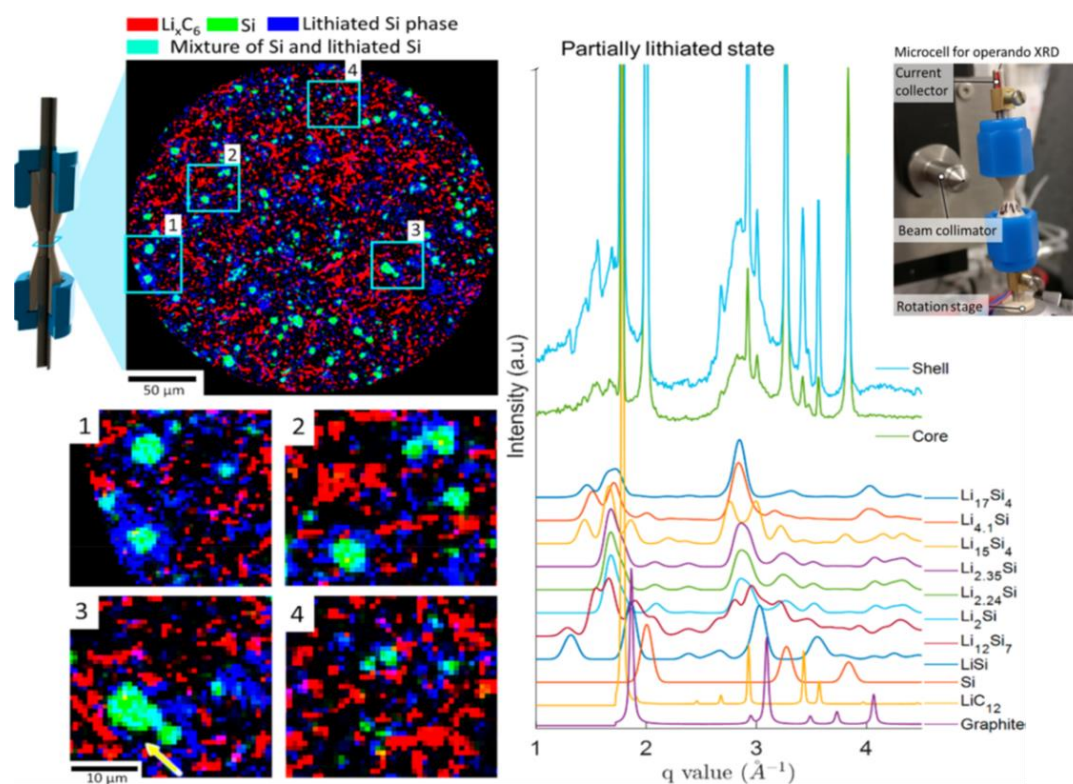 LiₓC₆ Si Lithiated Si phase
Mixture of Si and lithiated Si
4
2
1
3
50 μm
1
2
3
4
10 μm
Partially lithiated state
Microcell for operando XRD
Current
collector
Beam collimator
Rotation stage
Intensity (a.u)
Shell
Core
Li₁₇Si₄
Li₄.₁Si
Li₁₅Si₄
Li₂.₃₅Si
Li₂.₂₄Si
Li₂Si
Li₁₂Si₇
LiSi
Si
LiC₁₂
Graphite
1 2 3 4
q value (Å⁻¹)